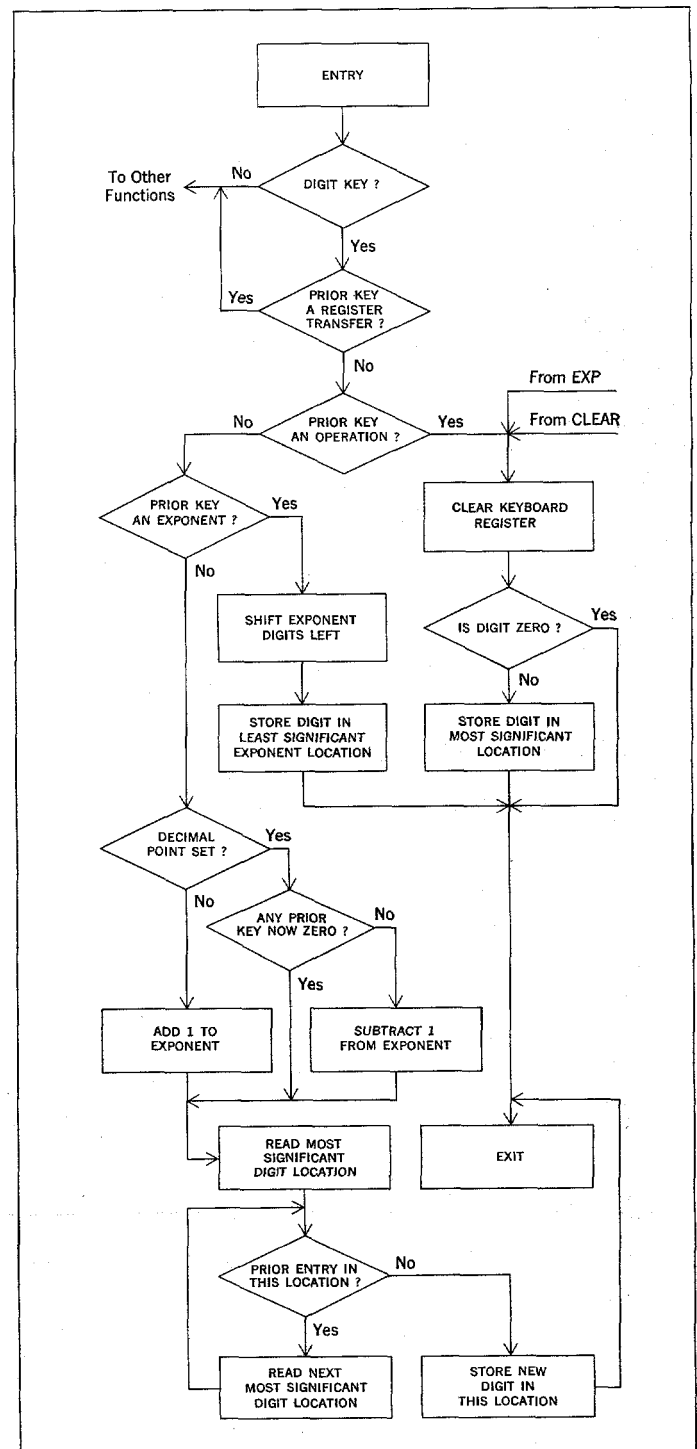 ENTRY
No
To Other
Functions
DIGIT KEY ?
Yes
Yes
PRIOR KEY
A REGISTER
TRANSFER ?
No
From EXP
No
PRIOR KEY
AN OPERATION ?
Yes
From CLEAR
PRIOR KEY
AN EXPONENT ?
Yes
CLEAR KEYBOARD
REGISTER
No
SHIFT EXPONENT
DIGITS LEFT
IS DIGIT ZERO ?
Yes
No
STORE DIGIT IN
LEAST SIGNIFICANT
EXPONENT LOCATION
STORE DIGIT IN
MOST SIGNIFICANT
LOCATION
DECIMAL
POINT SET ?
Yes
No
ANY PRIOR
KEY NOW ZERO ?
No
Yes
ADD 1 TO
EXPONENT
SUBTRACT 1
FROM EXPONENT
READ MOST
SIGNIFICANT
DIGIT LOCATION
EXIT
PRIOR ENTRY IN
THIS LOCATION ?
No
Yes
READ NEXT
MOST SIGNIFICANT
DIGIT LOCATION
STORE NEW
DIGIT IN
THIS LOCATION